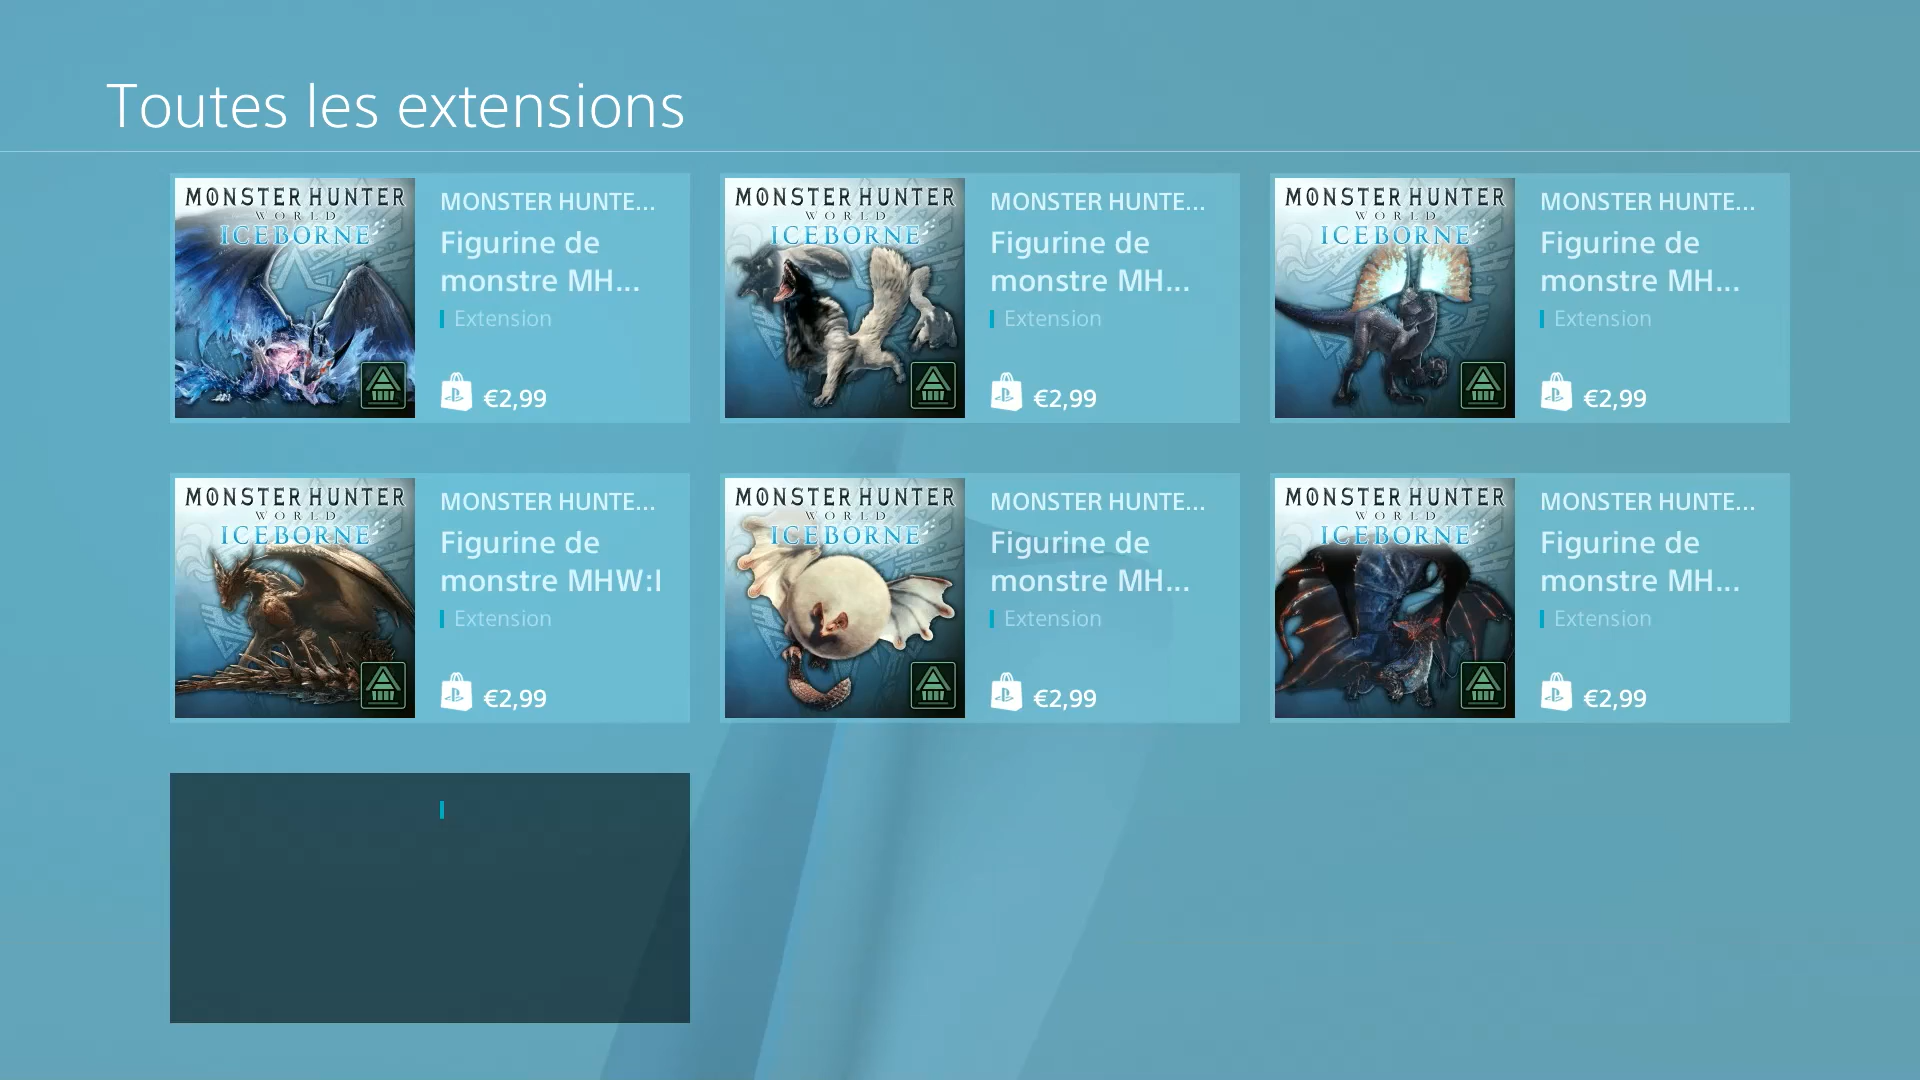 Toutes les extensions
MONSTER HUNTER
WORLD
ICEBORNE
MONSTER HUNTE...
Figurine de
monstre MH...
Extension
€2,99
MONSTER HUNTER
WORLD
ICEBORNE
MONSTER HUNTE...
Figurine de
monstre MH...
Extension
€2,99
MONSTER HUNTER
WORLD
ICEBORNE
MONSTER HUNTE...
Figurine de
monstre MH...
Extension
€2,99
MONSTER HUNTER
WORLD
ICEBORNE
MONSTER HUNTE...
Figurine de
monstre MHW:I
Extension
€2,99
MONSTER HUNTER
WORLD
ICEBORNE
MONSTER HUNTE...
Figurine de
monstre MH...
Extension
€2,99
MONSTER HUNTER
WORLD
ICEBORNE
MONSTER HUNTE...
Figurine de
monstre MH...
Extension
€2,99